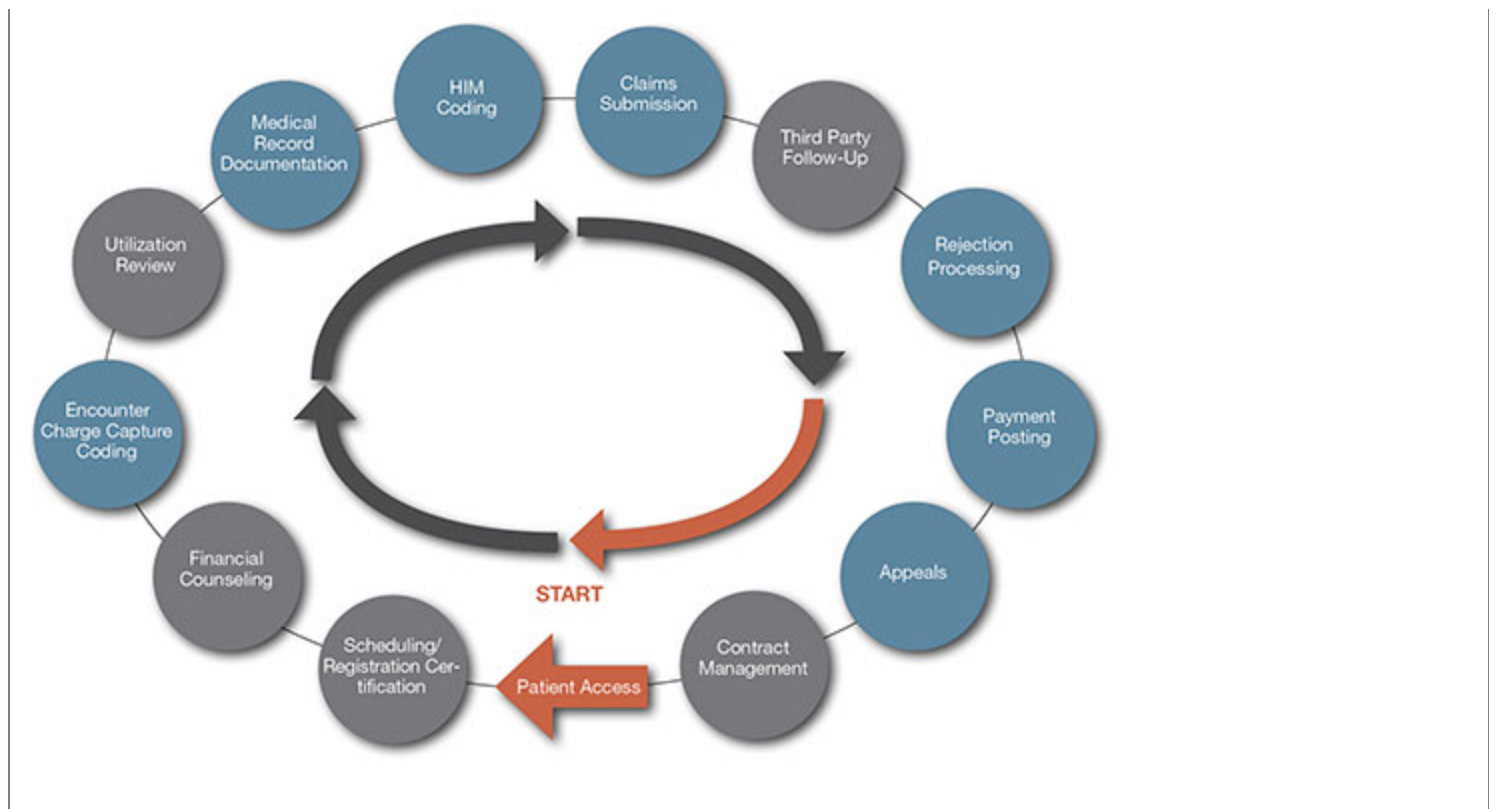 HIM
Coding
Claims
Submission
Medical
Record
Documentation
Third Party
Follow-Up
Utilization
Review
Rejection
Processing
Encounter
Charge Capture
Coding
Payment
Posting
Financial
Counseling
Appeals
START
Scheduling/
Registration Cer-
tification
Patient Access
Contract
Management